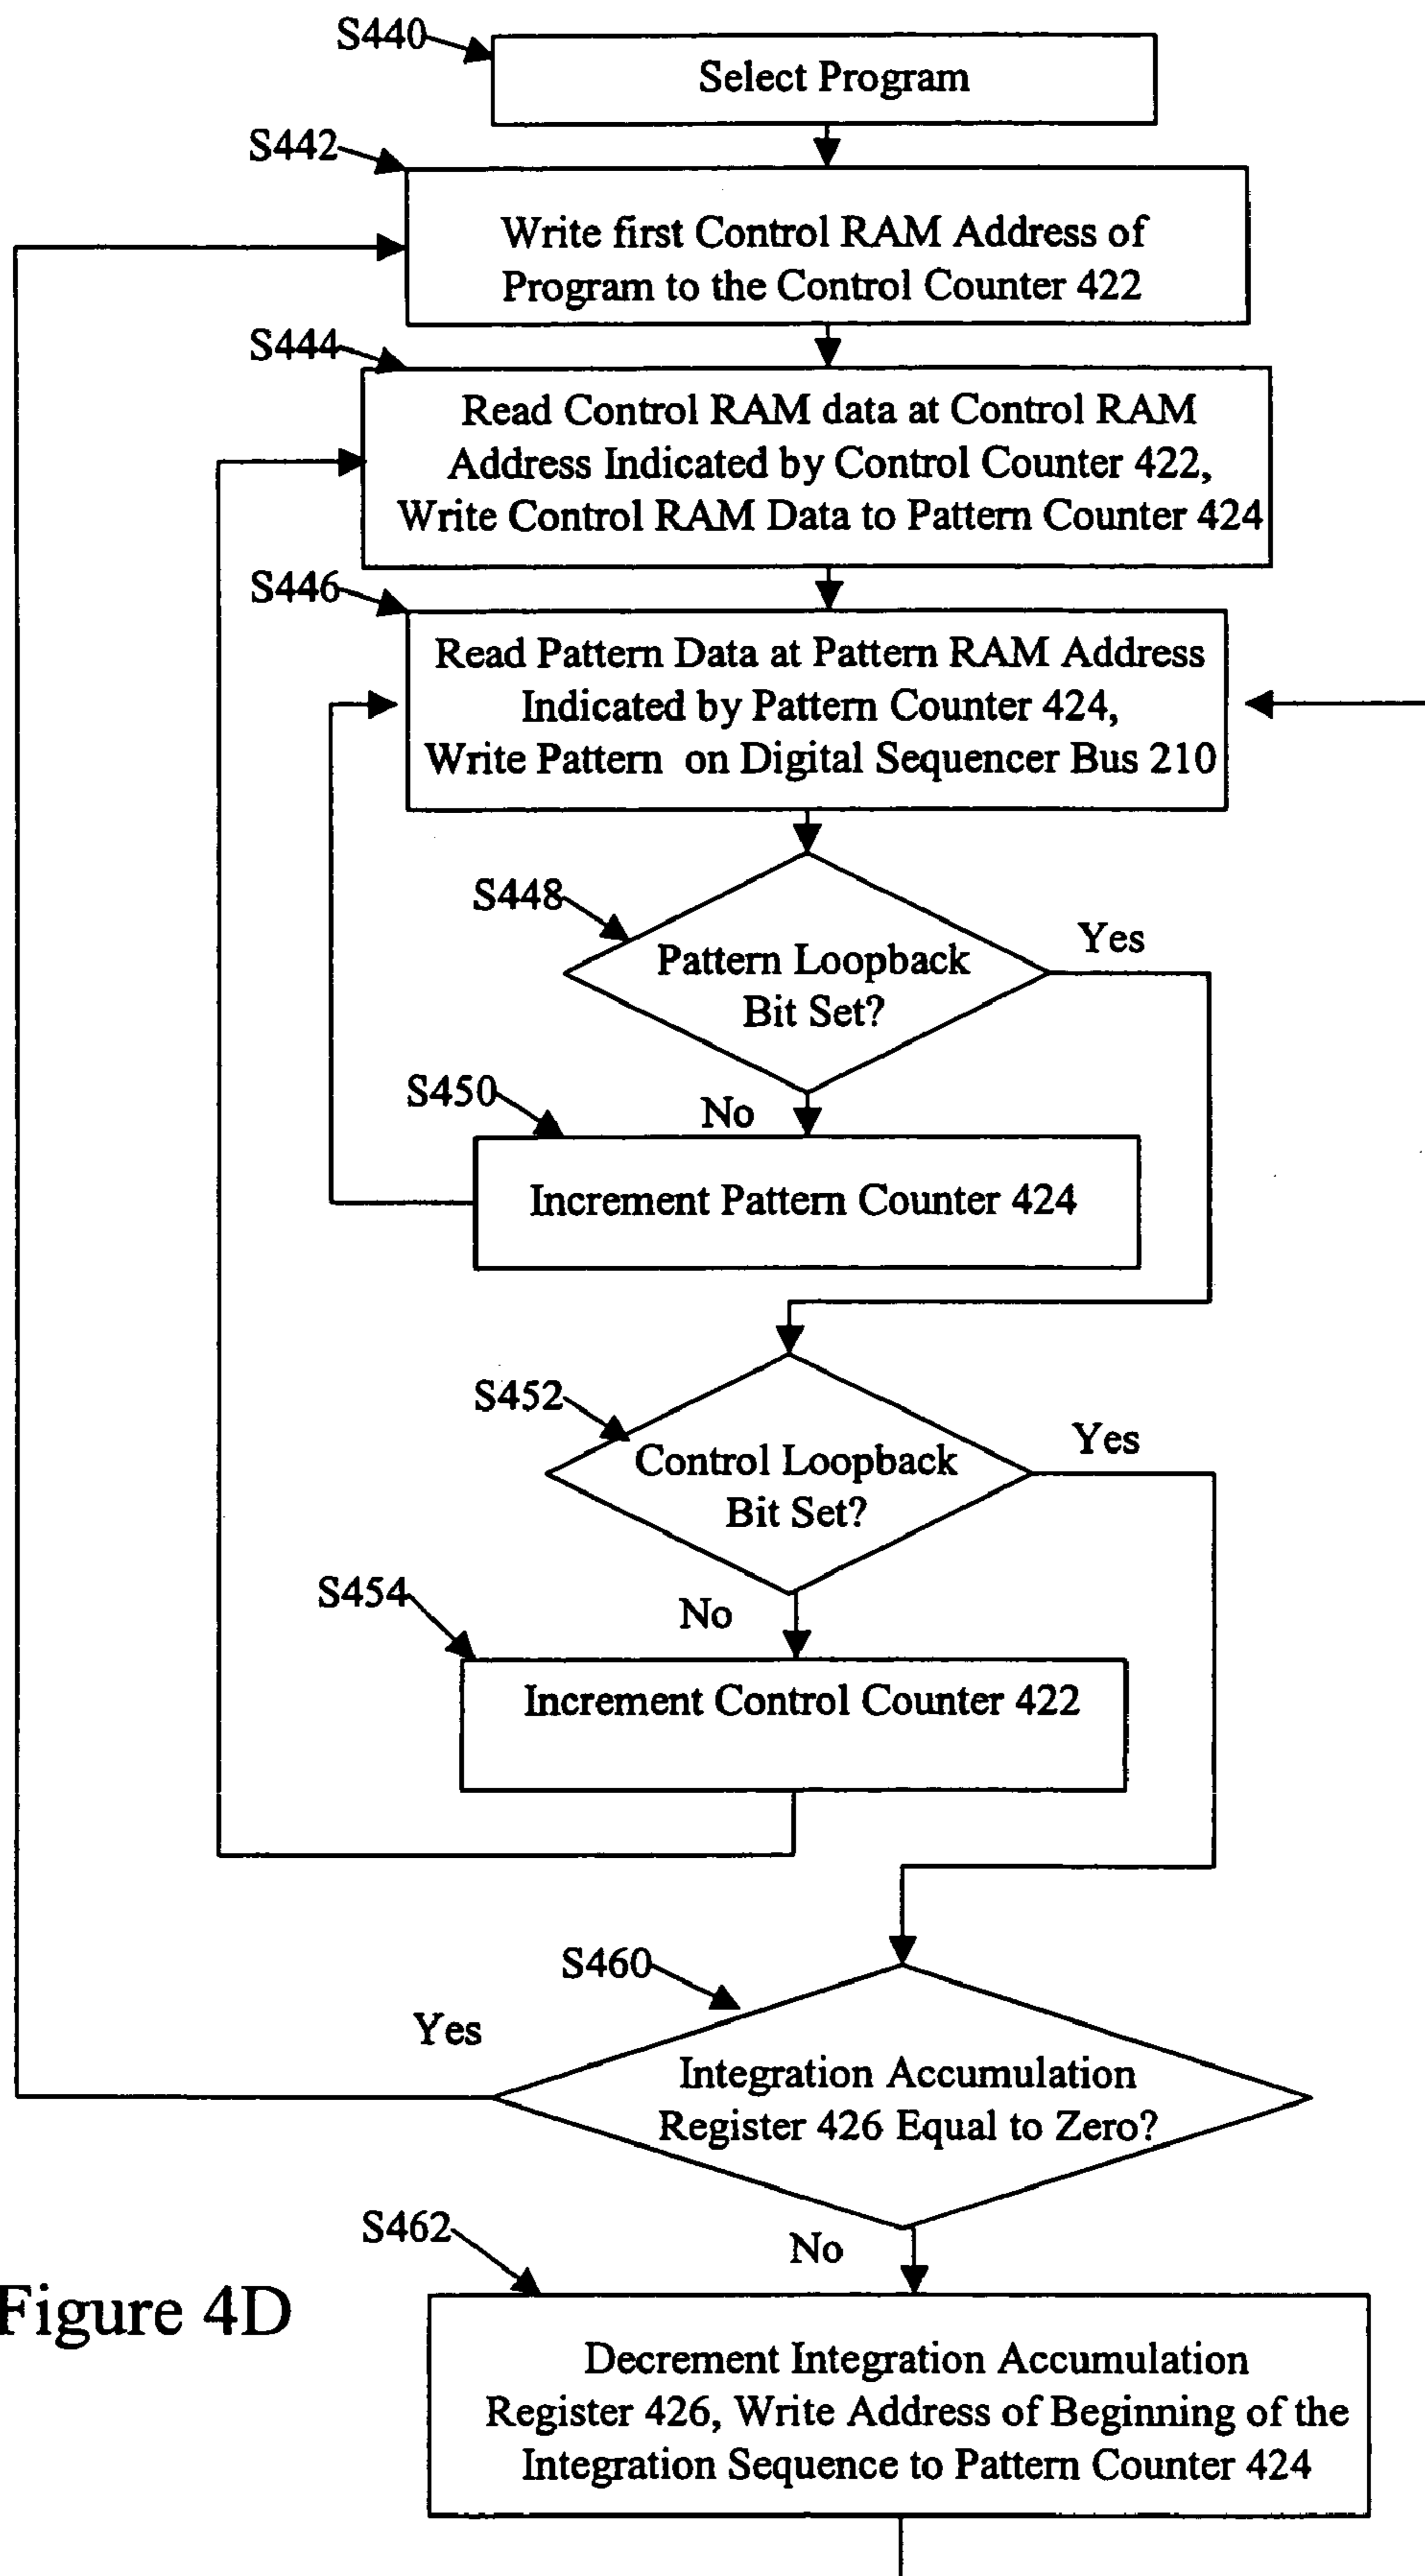 S440
Select Program
S442
Write first Control RAM Address of
Program to the Control Counter 422
S444
Read Control RAM data at Control RAM
Address Indicated by Control Counter 422,
Write Control RAM Data to Pattern Counter 424
S446
Read Pattern Data at Pattern RAM Address
Indicated by Pattern Counter 424,
Write Pattern on Digital Sequencer Bus 210
S448
Yes
Pattern Loopback
Bit Set?
S450
No
Increment Pattern Counter 424
S452
Yes
Control Loopback
Bit Set?
S454
No
Increment Control Counter 422
S460
Yes
Integration Accumulation
Register 426 Equal to Zero?
S462
No
Figure 4D
Decrement Integration Accumulation
Register 426, Write Address of Beginning of the
Integration Sequence to Pattern Counter 424